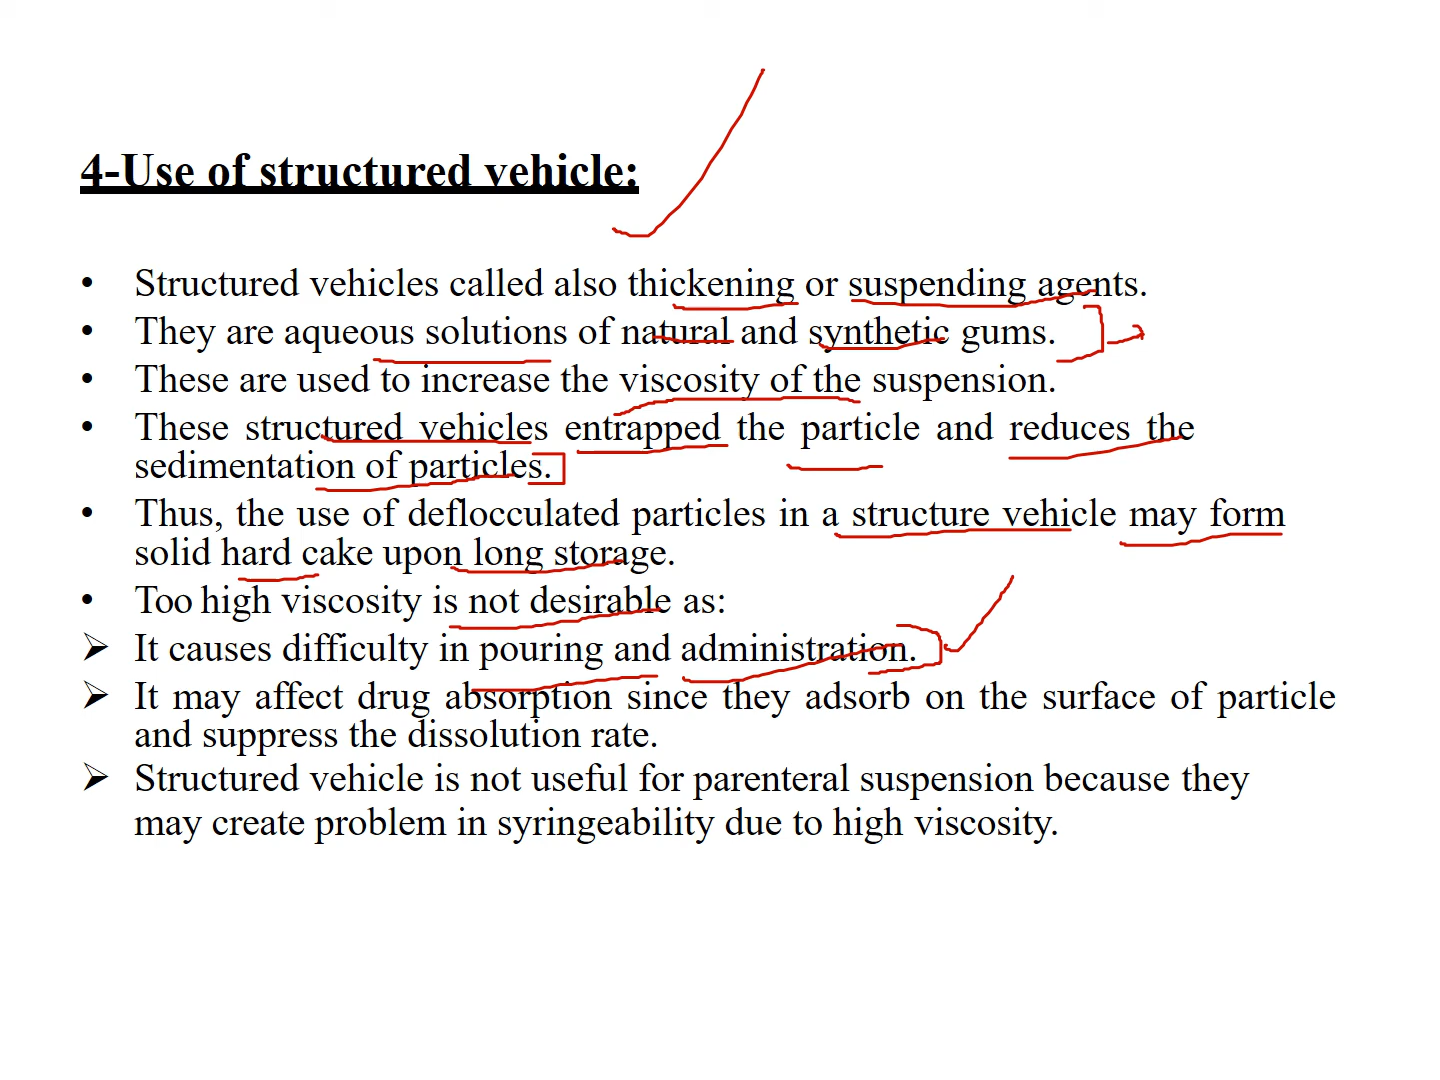 4-Use of structured vehicle:
• Structured vehicles called also thickening or suspending agents.
• They are aqueous solutions of natural and synthetic gums.
• These are used to increase the viscosity of the suspension.
• These structured vehicles entrapped the particle and reduces the
sedimentation of particles.
• Thus, the use of deflocculated particles in a structure vehicle may form
solid hard cake upon long storage.
• Too high viscosity is not desirable as:
➢ It causes difficulty in pouring and administration.
➢ It may affect drug absorption since they adsorb on the surface of particle
and suppress the dissolution rate.
➢ Structured vehicle is not useful for parenteral suspension because they
may create problem in syringeability due to high viscosity.